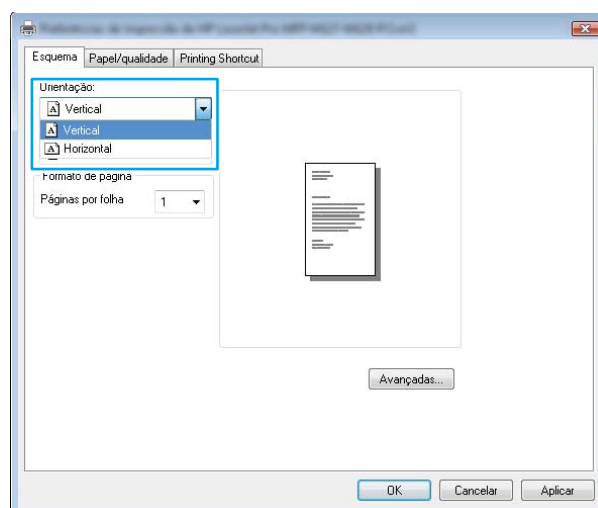 Esquema Papel/qualidade Printing Shortcut
Orientação:
Vertical
Vertical
Horizontal
Formato de página
Páginas por folha 1
Avançadas...
OK Cancelar Aplicar